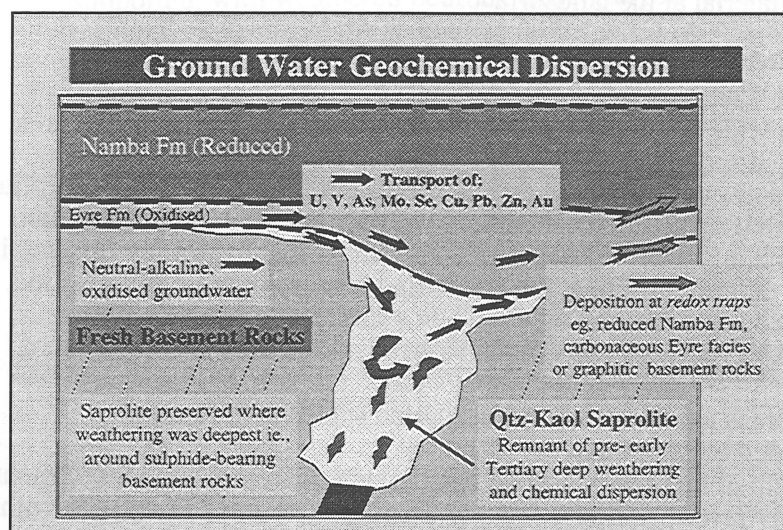 Ground Water Geochemical Dispersion
Namba Fm (Reduced)
Transport of:
U, V, As, Mo, Se, Cu, Pb, Zn, Au
Eyre Fm (Oxidised)
Neutral-alkaline,
oxidised groundwater
Fresh Basement Rocks
Saprolite preserved where
weathering was deepest ie.,
around sulphide-bearing
basement rocks
Deposition at redox traps
eg, reduced Namba Fm,
carbonaceous Eyre facies
or graphitic basement rocks
Qtz-Kaol Saprolite
Remnant of pre- early
Tertiary deep weathering
and chemical dispersion